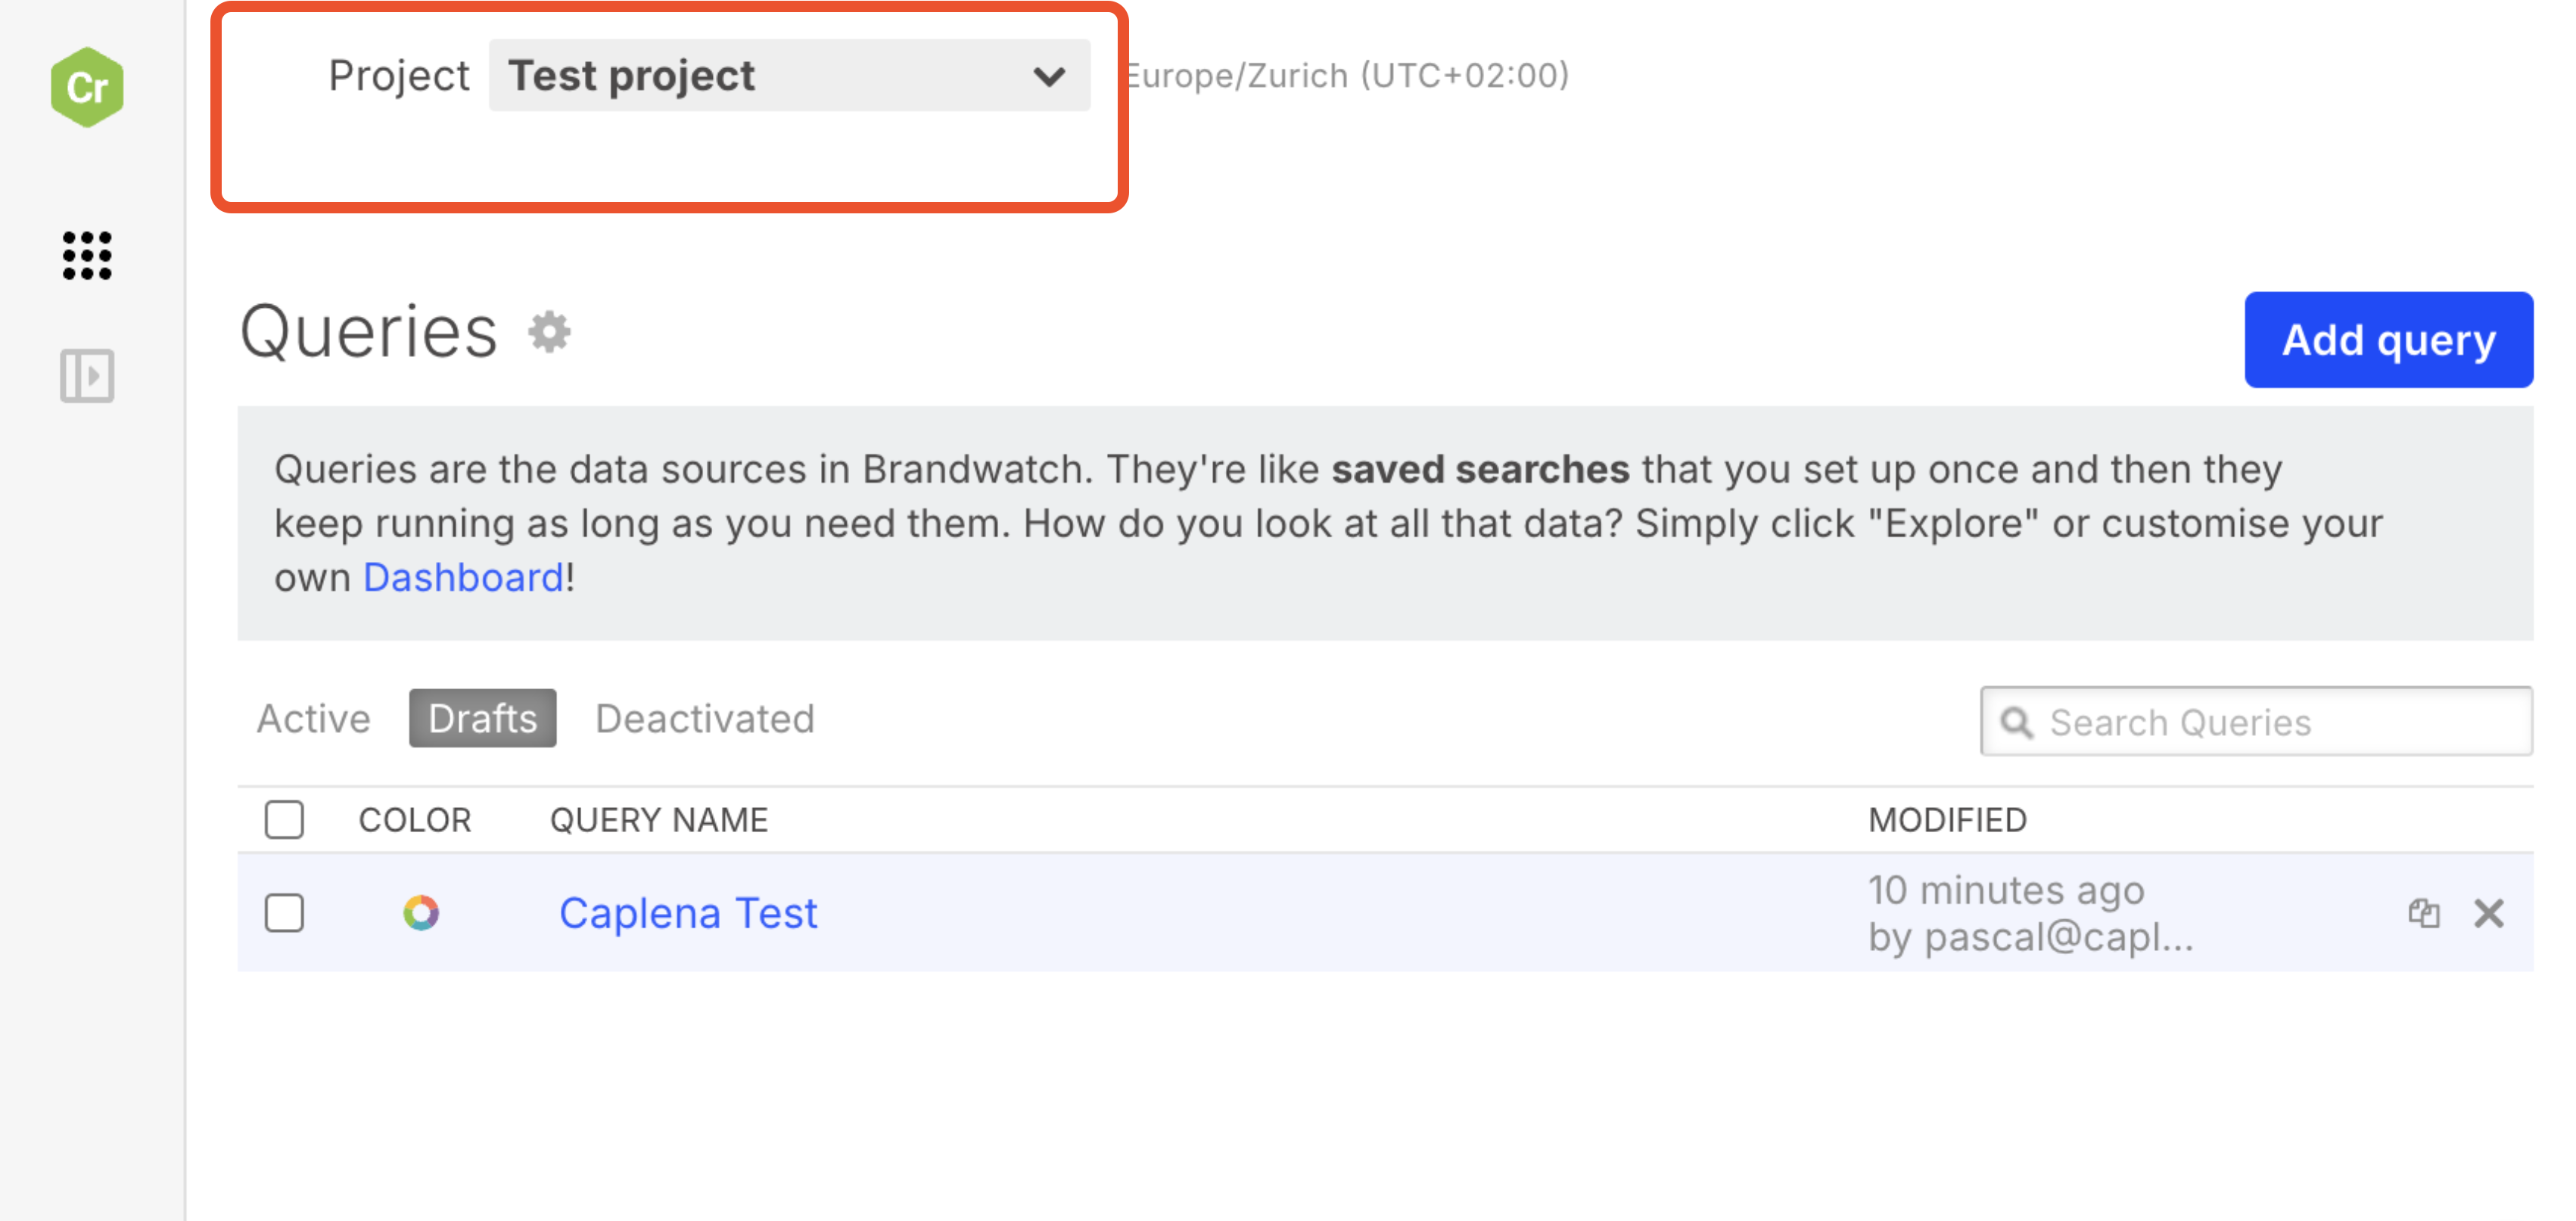 Cr
Project Test project Europe/Zurich (UTC+02:00)
Queries
Add query
Queries are the data sources in Brandwatch. They're like saved searches that you set up once and then they
keep running as long as you need them. How do you look at all that data? Simply click "Explore" or customise your
own Dashboard!
Active Drafts Deactivated Search Queries
COLOR QUERY NAME MODIFIED
Caplena Test
10 minutes ago
by pascal@capl...